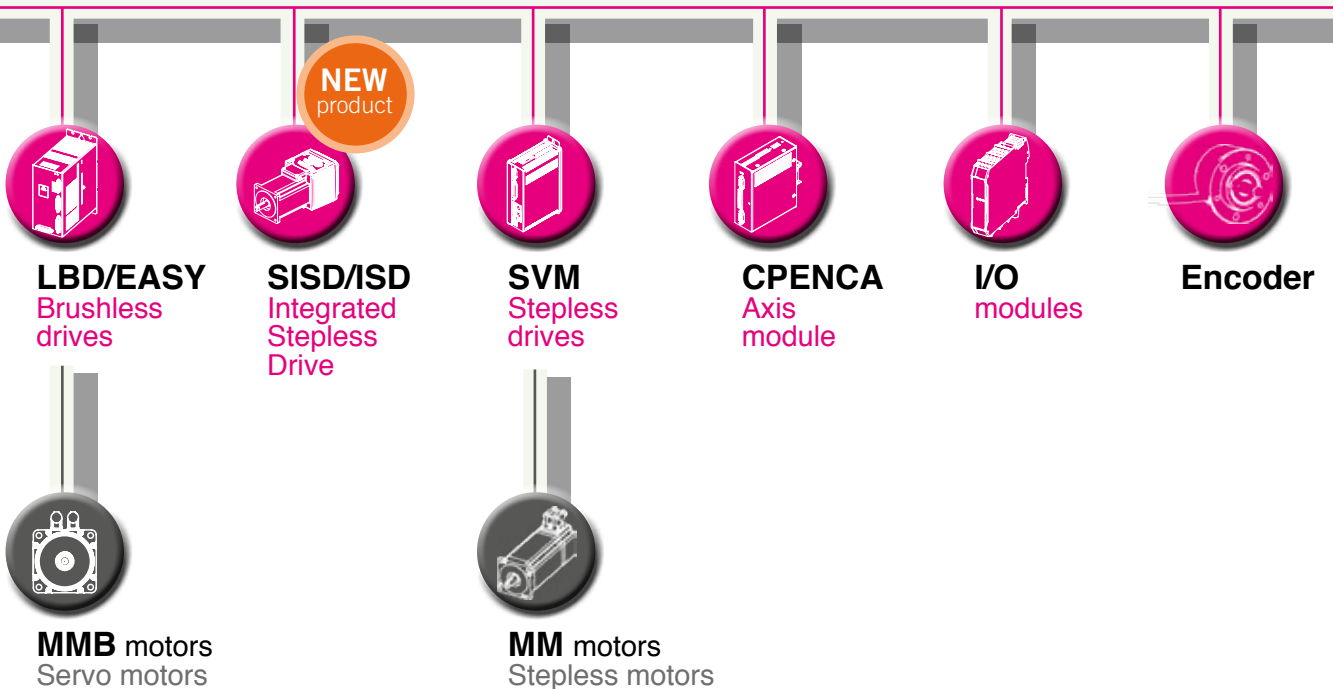 NEW
product
LBD/EASY
Brushless
drives
SISD/ISD
Integrated
Stepless
Drive
SVM
Stepless
drives
CPENCA
Axis
module
I/O
modules
Encoder
MMB motors
Servo motors
MM motors
Stepless motors